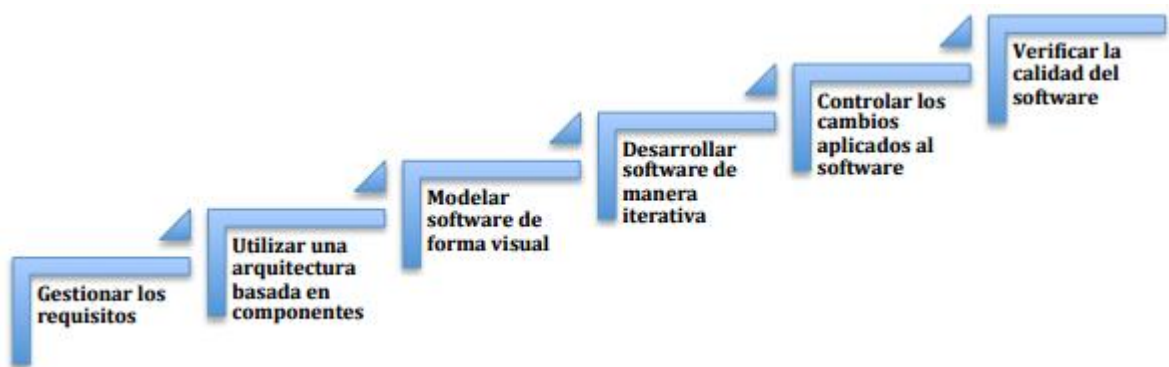 Gestionar los
requisitos
Utilizar una
arquitectura
basada en
componentes
Modelar
software de
forma visual
Desarrollar
software de
manera
iterativa
Controlar los
cambios
aplicados al
software
Verificar la
calidad del
software